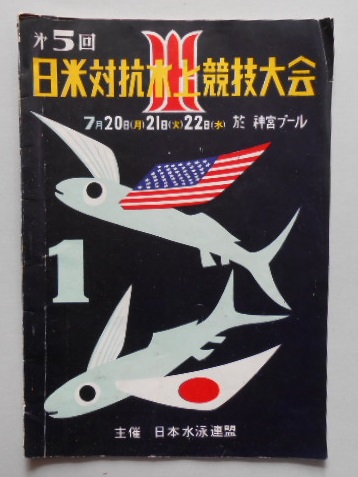 第5回
日米対抗水上競技大会
7月20日(月)21日(火)22日(水) 於 神宮プール
1
主催 日本水泳連盟